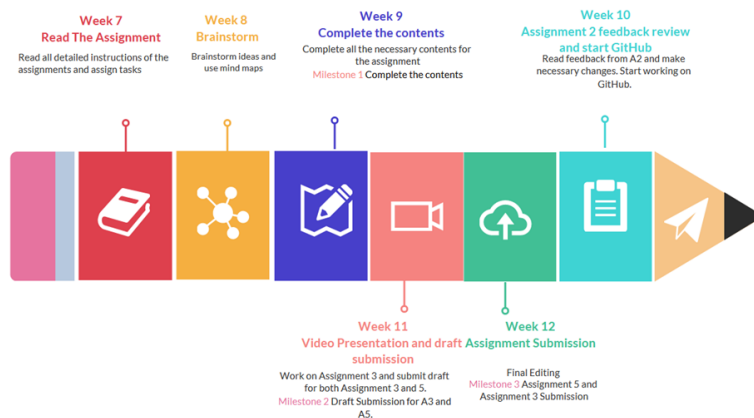 Week 7
Read The Assignment
Read all detailed instructions of the
assignments and assign tasks
Week 8
Brainstorm
Brainstorm ideas and
use mind maps
Week 9
Complete the contents
Complete all the necessary contents for
the assignment
Milestone 1 Complete the contents
Week 10
Assignment 2 feedback review
and start GitHub
Read feedback from A2 and make
necessary changes. Start working on
GitHub.
Week 11
Video Presentation and draft
submission
Work on Assignment 3 and submit draft
for both Assignment 3 and 5.
Milestone 2 Draft Submission for A3 and
A5.
Week 12
Assignment Submission
Final Editing
Milestone 3 Assignment 5 and
Assignment 3 Submission